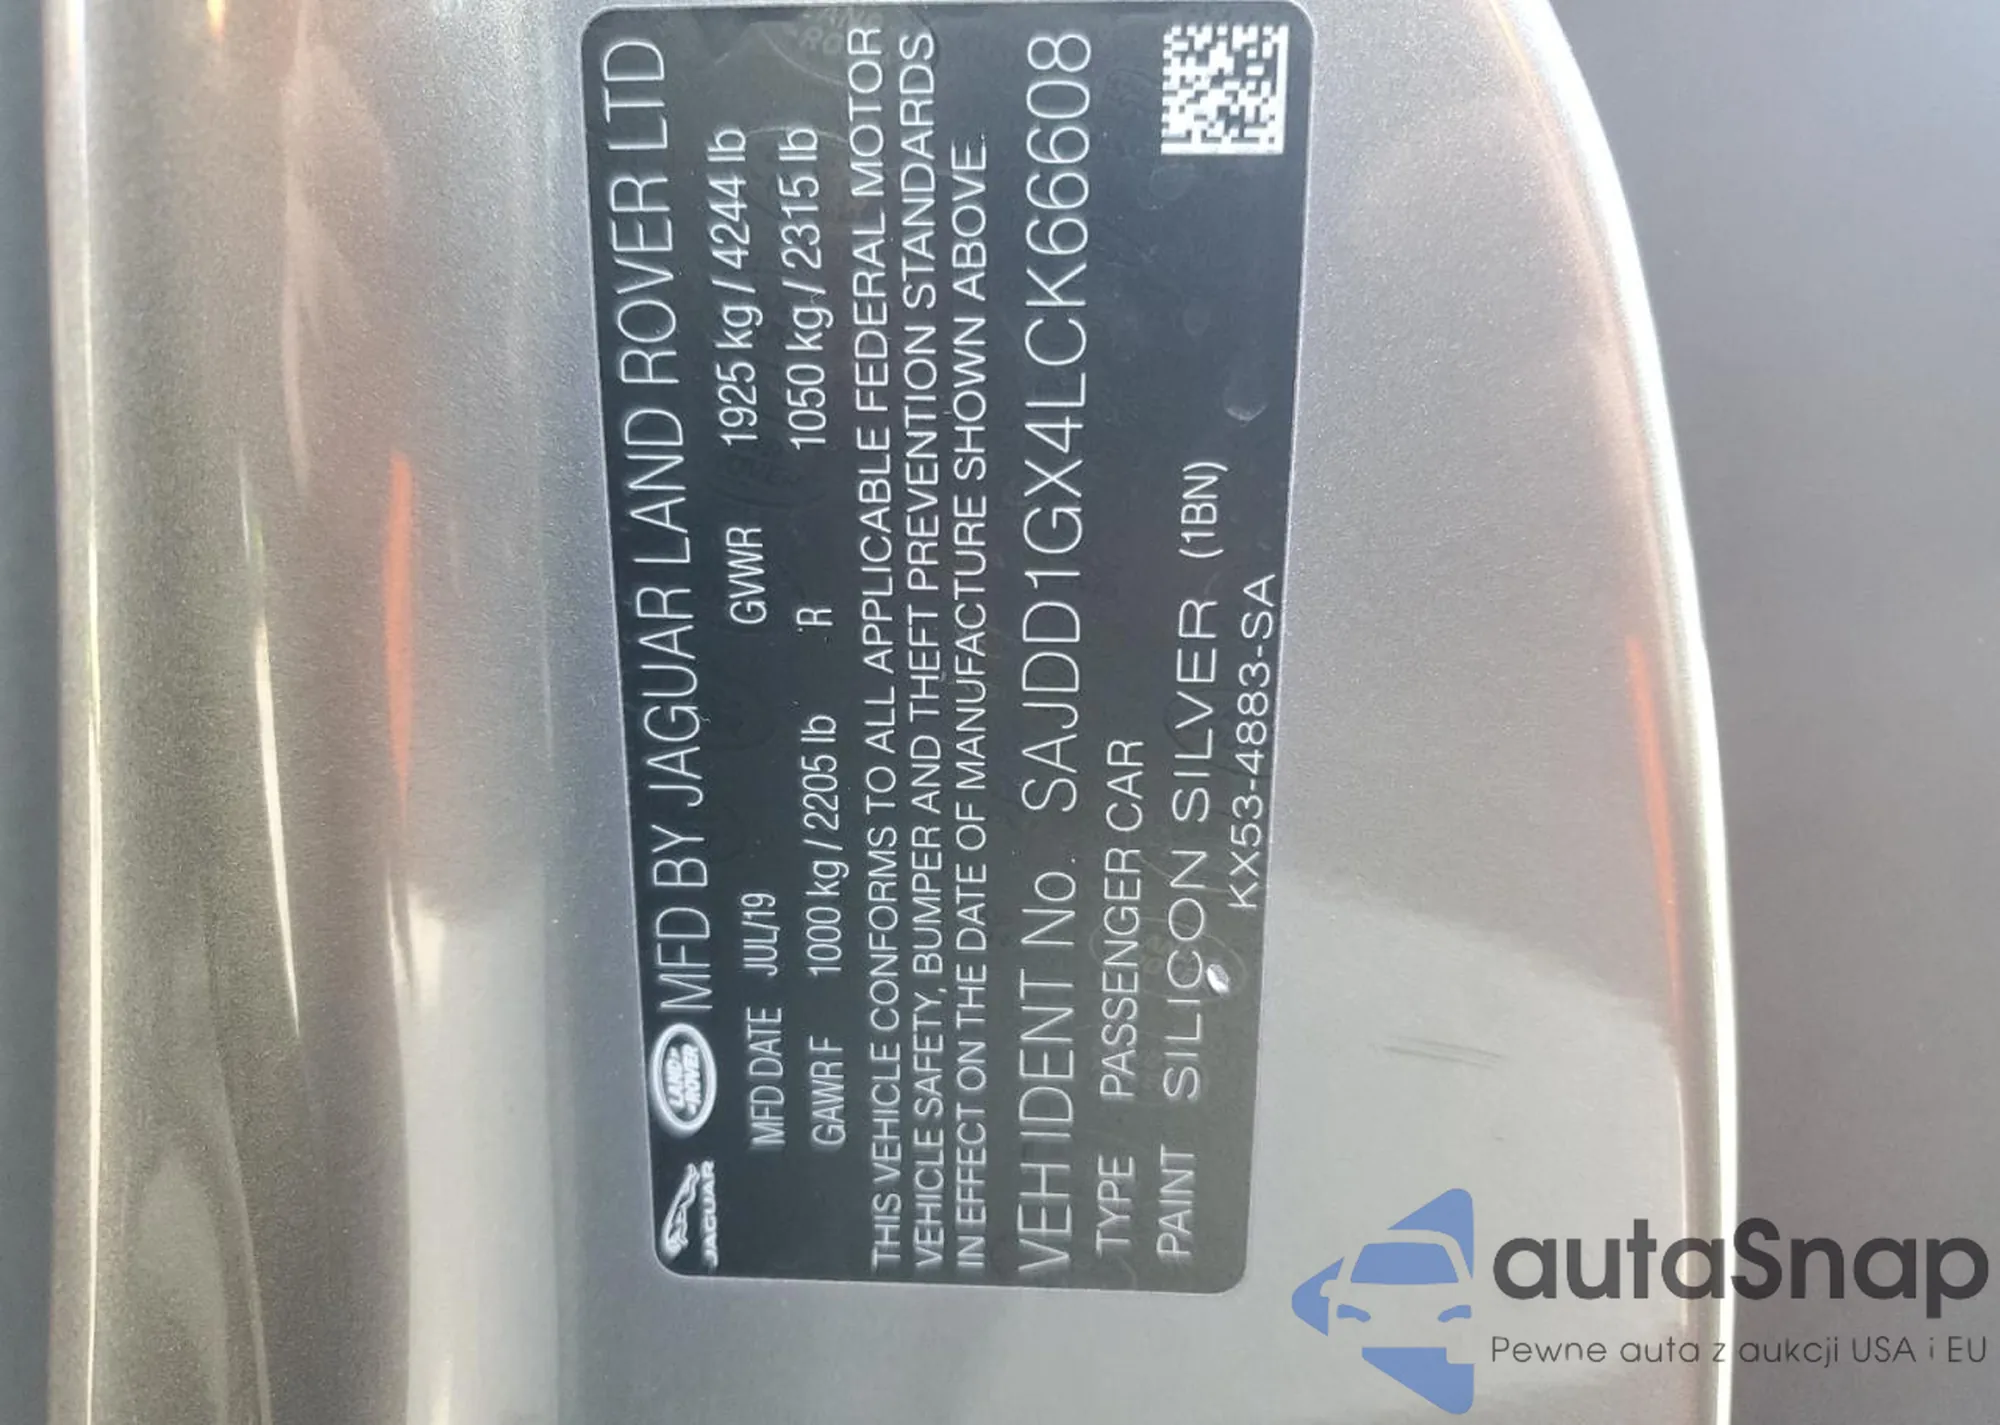 JAGUAR LAND ROVER MFD BY JAGUAR LAND ROVER LTD
MFD DATE JUL/19 GVWR 1925 kg / 4244 lb
GAWR F 1000 kg / 2205 lb R 1050 kg / 2315 lb
THIS VEHICLE CONFORMS TO ALL APPLICABLE FEDERAL MOTOR
VEHICLE SAFETY, BUMPER AND THEFT PREVENTION STANDARDS
IN EFFECT ON THE DATE OF MANUFACTURE SHOWN ABOVE.
VEH IDENT No. SAJDD1GX4LCK66608
TYPE PASSENGER CAR
PAINT SILICON SILVER (1BN)
KX53-4883-SA
autaSnap
Pewne auta z aukcji USA i EU